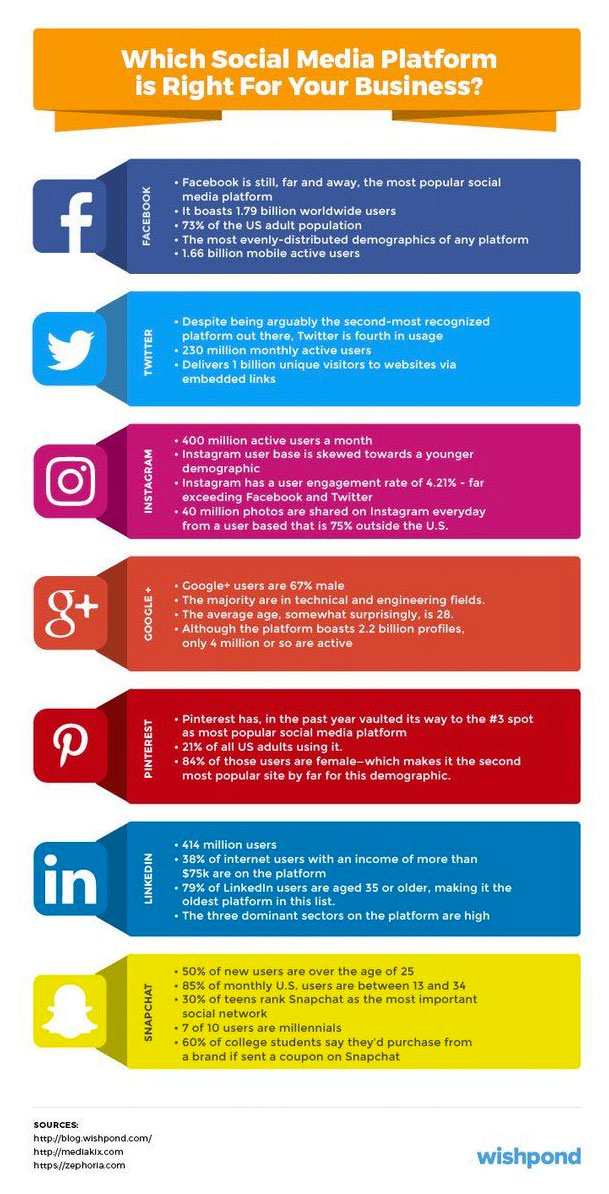 Which Social Media Platform
is Right For Your Business?
FACEBOOK
• Facebook is still, far and away, the most popular social
media platform
• It boasts 1.79 billion worldwide users
• 73% of the US adult population
• The most evenly-distributed demographics of any platform
• 1.66 billion mobile active users
TWITTER
• Despite being arguably the second-most recognized
platform out there, Twitter is fourth in usage
• 230 million monthly active users
• Delivers 1 billion unique visitors to websites via
embedded links
INSTAGRAM
• 400 million active users a month
• Instagram user base is skewed towards a younger
demographic
• Instagram has a user engagement rate of 4.21% - far
exceeding Facebook and Twitter
• 40 million photos are shared on Instagram everyday
from a user based that is 75% outside the U.S.
g+
GOOGLE +
• Google+ users are 67% male
• The majority are in technical and engineering fields.
• The average age, somewhat surprisingly, is 28.
• Although the platform boasts 2.2 billion profiles,
only 4 million or so are active
PINTEREST
• Pinterest has, in the past year vaulted its way to the #3 spot
as most popular social media platform
• 21% of all US adults using it.
• 84% of those users are female—which makes it the second
most popular site by far for this demographic.
in
LINKEDIN
• 414 million users
• 38% of internet users with an income of more than
$75k are on the platform
• 79% of LinkedIn users are aged 35 or older, making it the
oldest platform in this list.
• The three dominant sectors on the platform are high
SNAPCHAT
• 50% of new users are over the age of 25
• 85% of monthly U.S. users are between 13 and 34
• 30% of teens rank Snapchat as the most important
social network
• 7 of 10 users are millennials
• 60% of college students say they'd purchase from
a brand if sent a coupon on Snapchat
SOURCES:
http://blog.wishpond.com/
http://mediakix.com
https://zephoria.com
wishpond